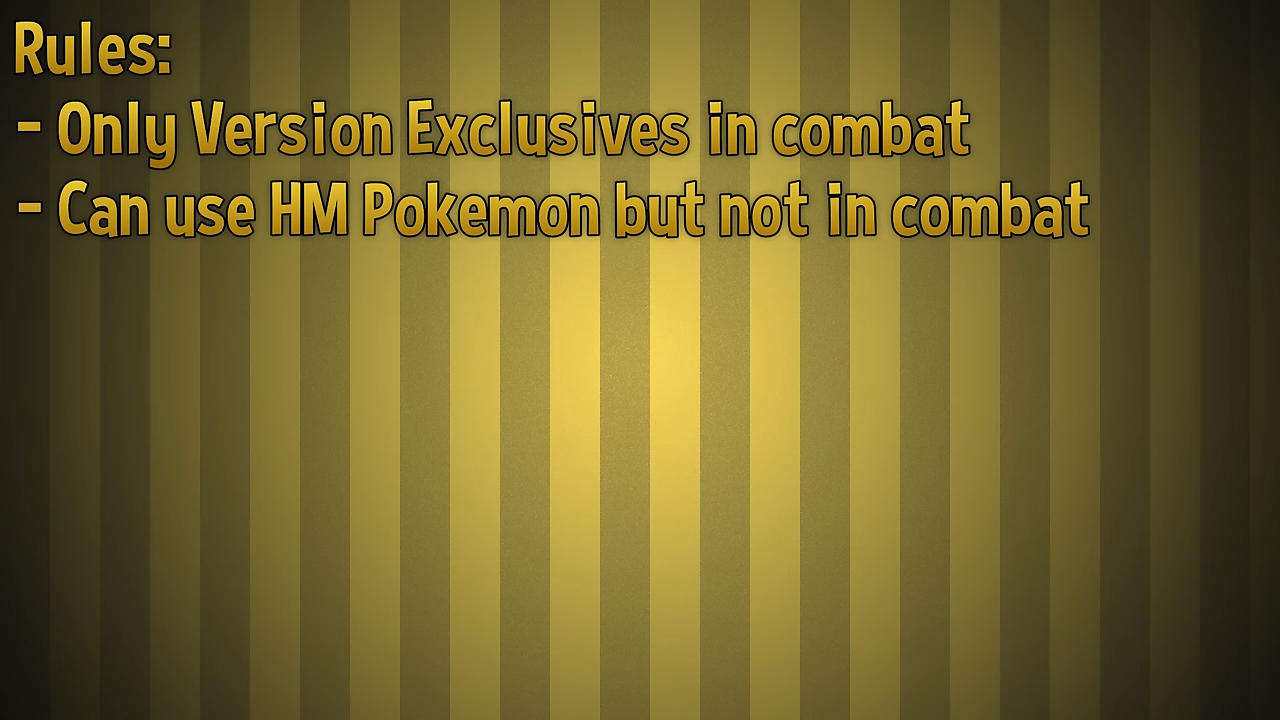 Rules:
- Only Version Exclusives in combat
- Can use HM Pokemon but not in combat